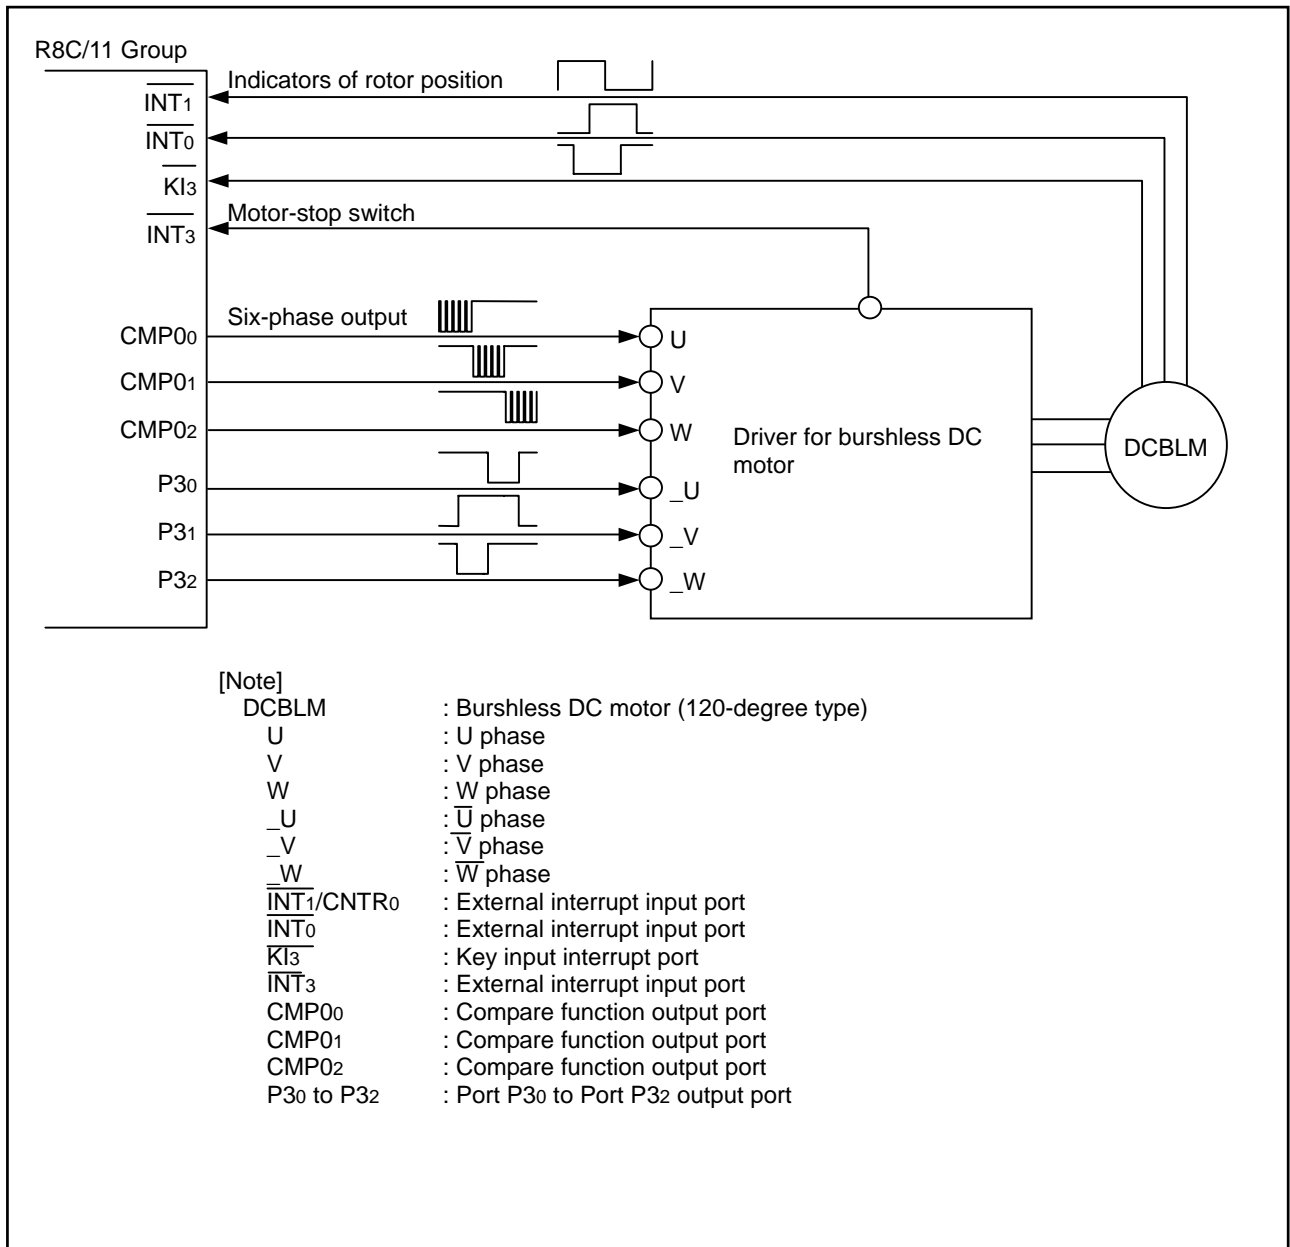 R8C/11 Group
Indicators of rotor position
INT1
INT0
KI3
Motor-stop switch
INT3
Six-phase output
CMP00
U
CMP01
V
CMP02
W
Driver for burshless DC
motor
DCBLM
P30
_U
P31
_V
P32
_W
[Note]
DCBLM : Burshless DC motor (120-degree type)
U : U phase
V : V phase
W : W phase
_U : U̅ phase
_V : V̅ phase
_W : W̅ phase
INT1/CNTR0 : External interrupt input port
INT0 : External interrupt input port
KI3 : Key input interrupt port
INT3 : External interrupt input port
CMP00 : Compare function output port
CMP01 : Compare function output port
CMP02 : Compare function output port
P30 to P32 : Port P30 to Port P32 output port